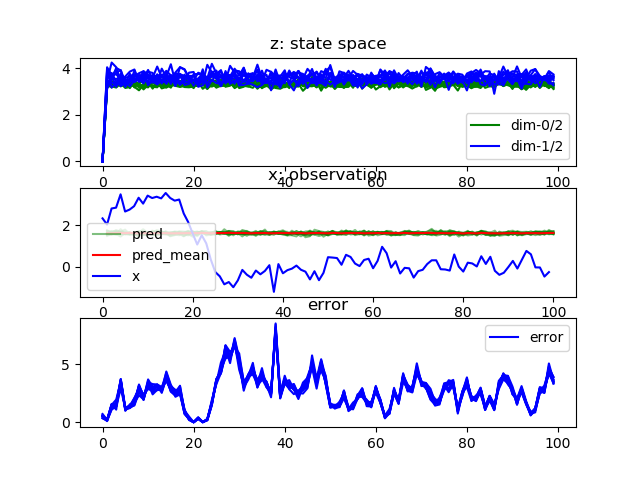 z: state space
4
2
0
dim-0/2
dim-1/2
0 20 40 60 80 100
x: observation
2
0
pred
pred_mean
x
0 20 40 60 80 100
error
5
0
error
0 20 40 60 80 100